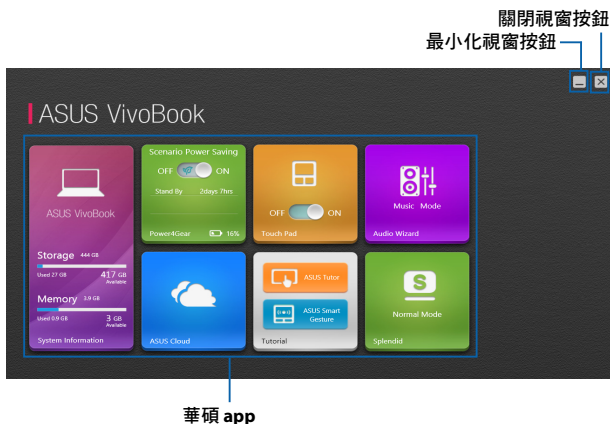 關閉視窗按鈕
最小化視窗按鈕
ASUS VivoBook
ASUS VivoBook
Storage 444 GB
Used 27 GB
417 GB
Available
Memory 3.9 GB
Used 0.9 GB
3 GB
Available
System Information
Scenario Power Saving
OFF ON
Stand By 2days 7hrs
Power4Gear 16%
OFF ON
Touch Pad
Music Mode
Audio Wizard
ASUS Cloud
ASUS Tutor
ASUS Smart
Gesture
Tutorial
S
Normal Mode
Splendid
華碩 app